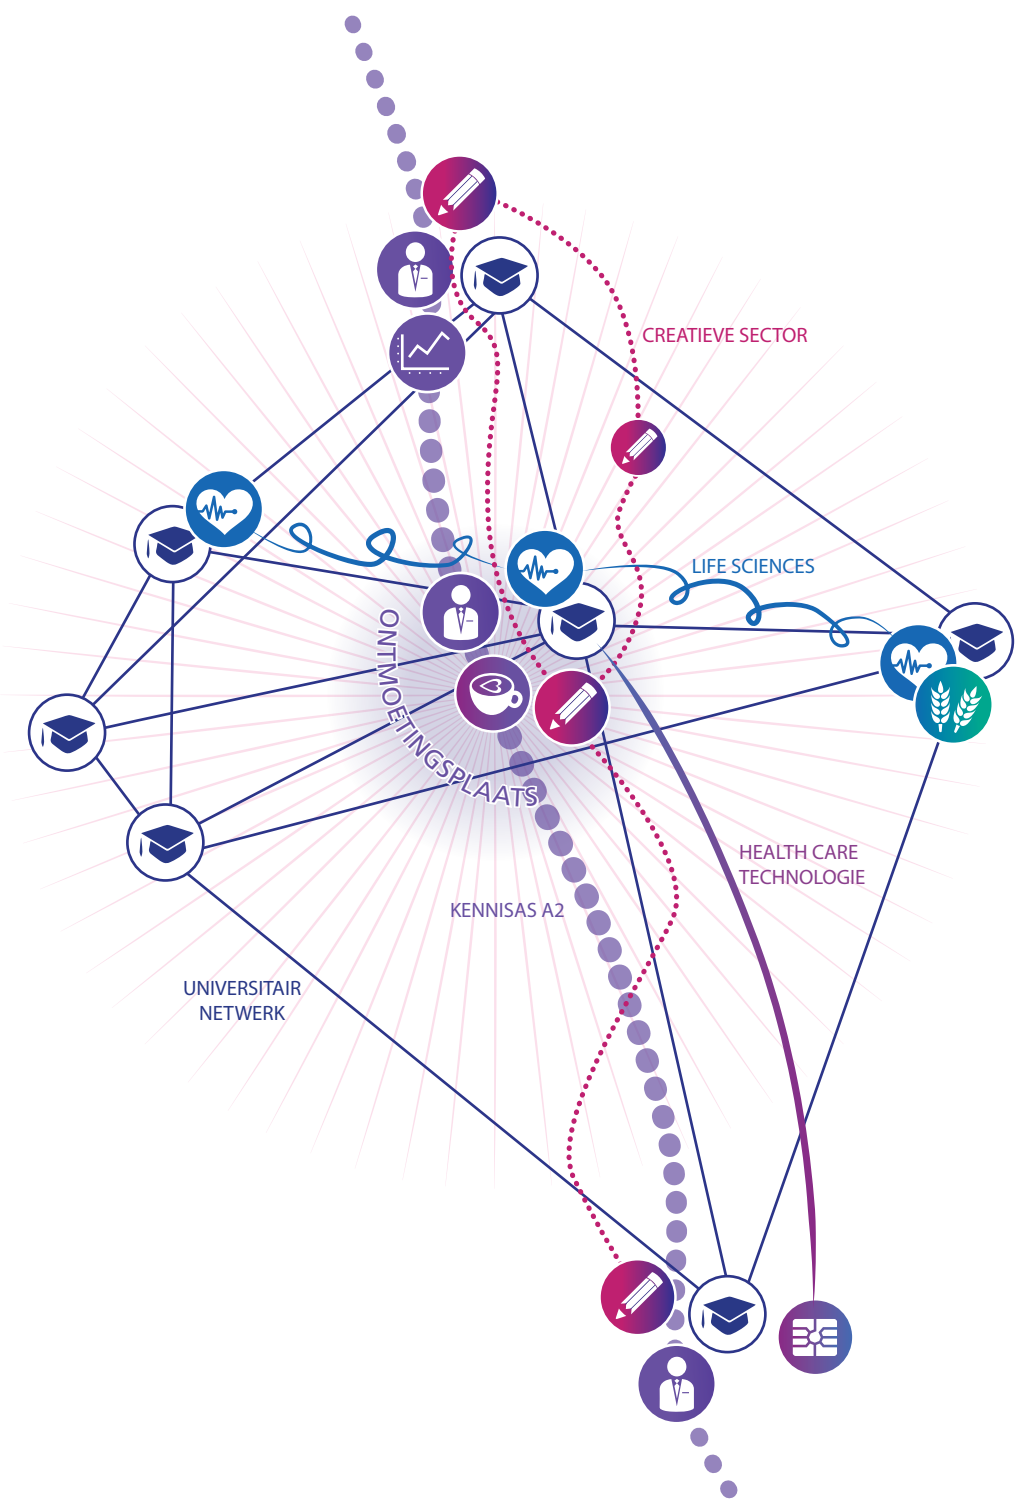 CREATIEVE SECTOR
LIFE SCIENCES
ONTMOETINGSPLAATS
HEALTH CARE
TECHNOLOGIE
KENNISAS A2
UNIVERSITAIR
NETWERK